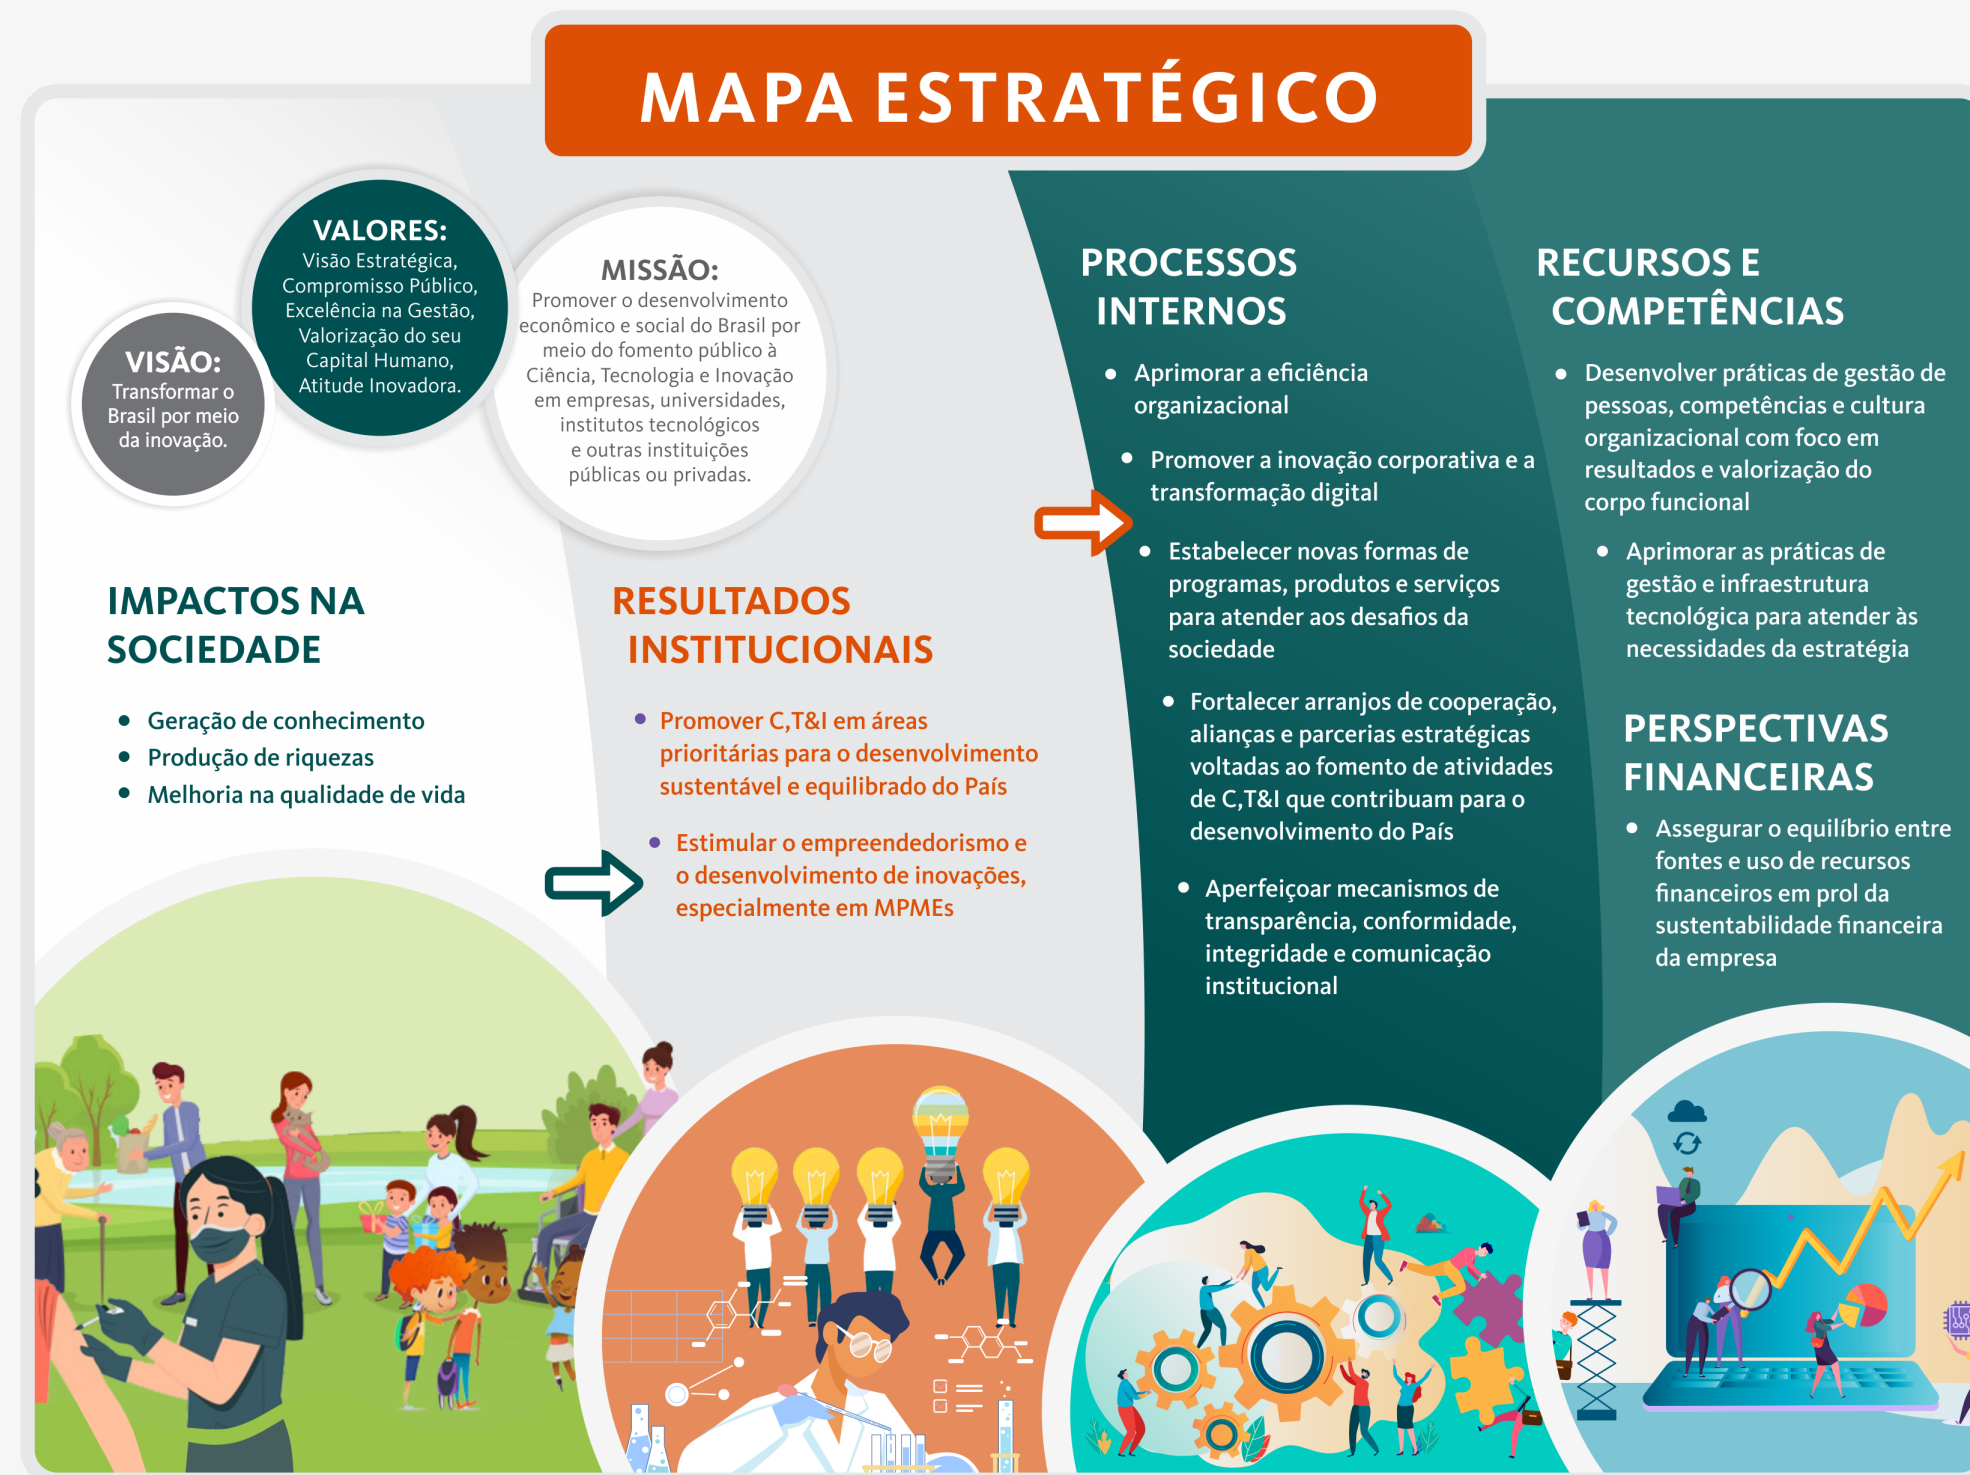 MAPA ESTRATÉGICO
VISÃO:
Transformar o
Brasil por meio
da inovação.
VALORES:
Visão Estratégica,
Compromisso Público,
Excelência na Gestão,
Valorização do seu
Capital Humano,
Atitude Inovadora.
MISSÃO:
Promover o desenvolvimento
econômico e social do Brasil por
meio do fomento público à
Ciência, Tecnologia e Inovação
em empresas, universidades,
institutos tecnológicos
e outras instituições
públicas ou privadas.
IMPACTOS NA
SOCIEDADE
• Geração de conhecimento
• Produção de riquezas
• Melhoria na qualidade de vida
RESULTADOS
INSTITUCIONAIS
• Promover C,T&I em áreas
prioritárias para o desenvolvimento
sustentável e equilibrado do País
• Estimular o empreendedorismo e
o desenvolvimento de inovações,
especialmente em MPMEs
PROCESSOS
INTERNOS
• Aprimorar a eficiência
organizacional
• Promover a inovação corporativa e a
transformação digital
• Estabelecer novas formas de
programas, produtos e serviços
para atender aos desafios da
sociedade
• Fortalecer arranjos de cooperação,
alianças e parcerias estratégicas
voltadas ao fomento de atividades
de C,T&I que contribuam para o
desenvolvimento do País
• Aperfeiçoar mecanismos de
transparência, conformidade,
integridade e comunicação
institucional
RECURSOS E
COMPETÊNCIAS
• Desenvolver práticas de gestão de
pessoas, competências e cultura
organizacional com foco em
resultados e valorização do
corpo funcional
• Aprimorar as práticas de
gestão e infraestrutura
tecnológica para atender às
necessidades da estratégia
PERSPECTIVAS
FINANCEIRAS
• Assegurar o equilíbrio entre
fontes e uso de recursos
financeiros em prol da
sustentabilidade financeira
da empresa